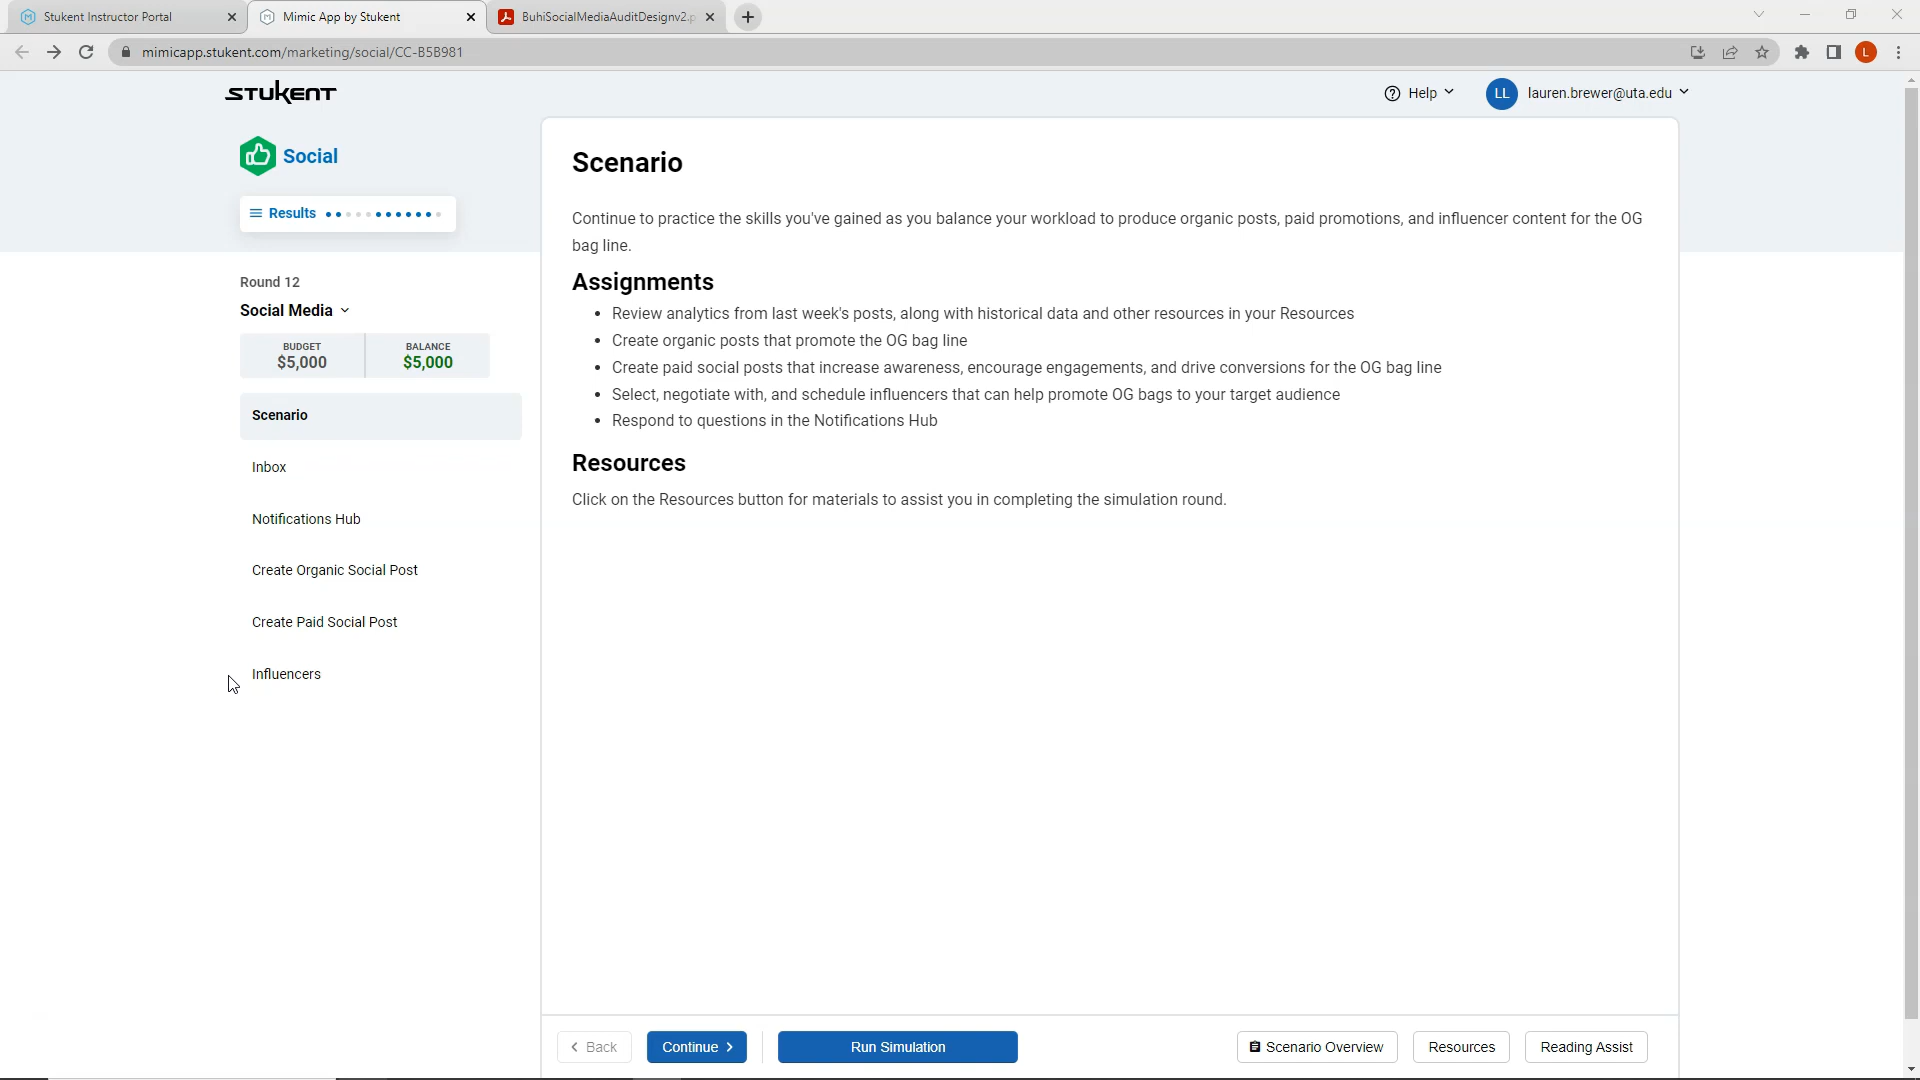 Stukent Instructor Portal
Mimic App by Stukent
BuhiSocialMediaAuditDesignv2.p
mimicapp.stukent.com/marketing/social/CC-B5B981
L
STUKENT
Help
LL
lauren.brewer@uta.edu
Social
Results
Round 12
Social Media
BUDGET
$5,000
BALANCE
$5,000
Scenario
Inbox
Notifications Hub
Create Organic Social Post
Create Paid Social Post
Influencers
Scenario
Continue to practice the skills you've gained as you balance your workload to produce organic posts, paid promotions, and influencer content for the OG
bag line.
Assignments
• Review analytics from last week's posts, along with historical data and other resources in your Resources
• Create organic posts that promote the OG bag line
• Create paid social posts that increase awareness, encourage engagements, and drive conversions for the OG bag line
• Select, negotiate with, and schedule influencers that can help promote OG bags to your target audience
• Respond to questions in the Notifications Hub
Resources
Click on the Resources button for materials to assist you in completing the simulation round.
Back
Continue
Run Simulation
Scenario Overview
Resources
Reading Assist